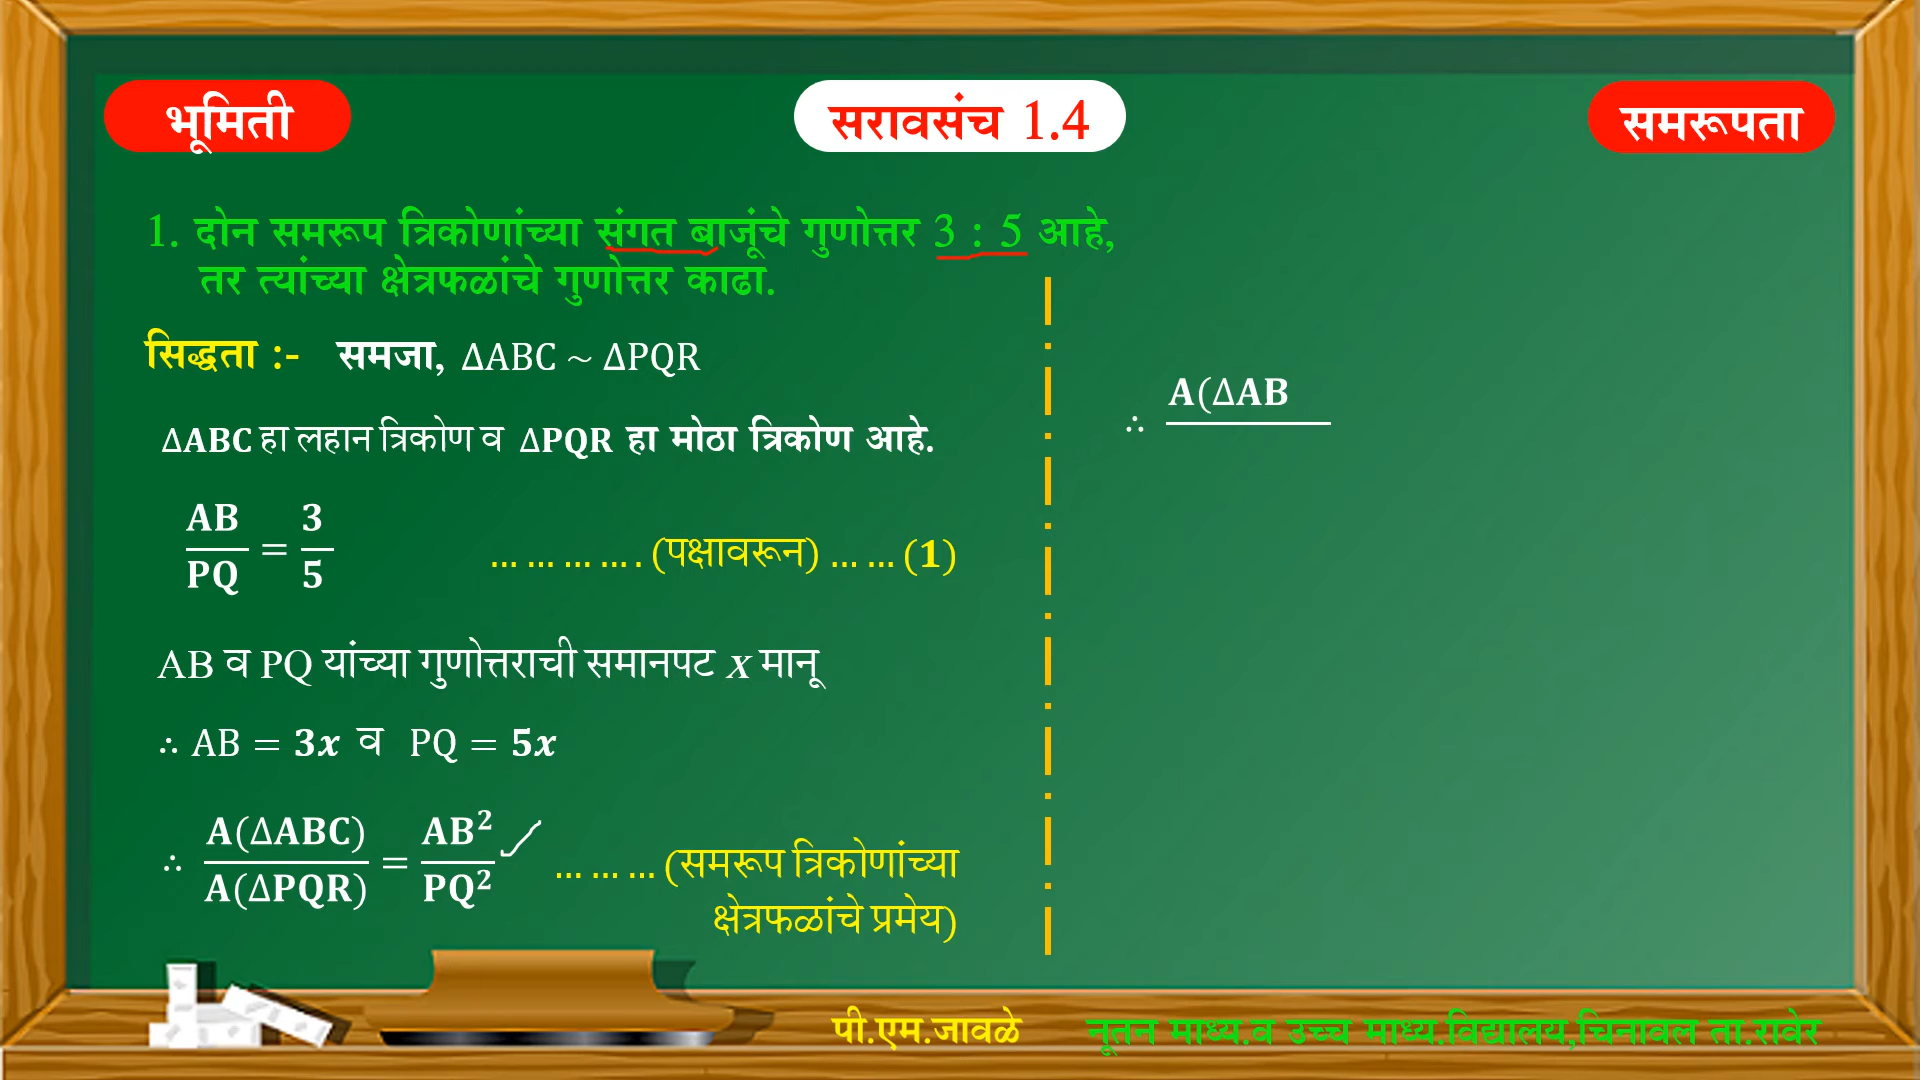 भूमिती
सरावसंच 1.4
समरूपता
1. दोन समरूप त्रिकोणांच्या संगत बाजूंचे गुणोत्तर 3 : 5 आहे,
तर त्यांच्या क्षेत्रफळांचे गुणोत्तर काढा.
सिद्धता :- समजा, ΔABC ~ ΔPQR
ΔABC हा लहान त्रिकोण व ΔPQR हा मोठा त्रिकोण आहे.
AB/PQ = 3/5 ... ... ... .... (पक्षावरून) ... ... (1)
AB व PQ यांच्या गुणोत्तराची समानपट x मानू
∴ AB = 3x व PQ = 5x
∴ A(ΔABC)/A(ΔPQR) = AB²/PQ² ... ... ... (समरूप त्रिकोणांच्या
क्षेत्रफळांचे प्रमेय)
∴ A(ΔAB
पी.एम.जावळे
नूतन माध्य.व उच्च माध्य.विद्यालय,चिनावल ता.रावेर